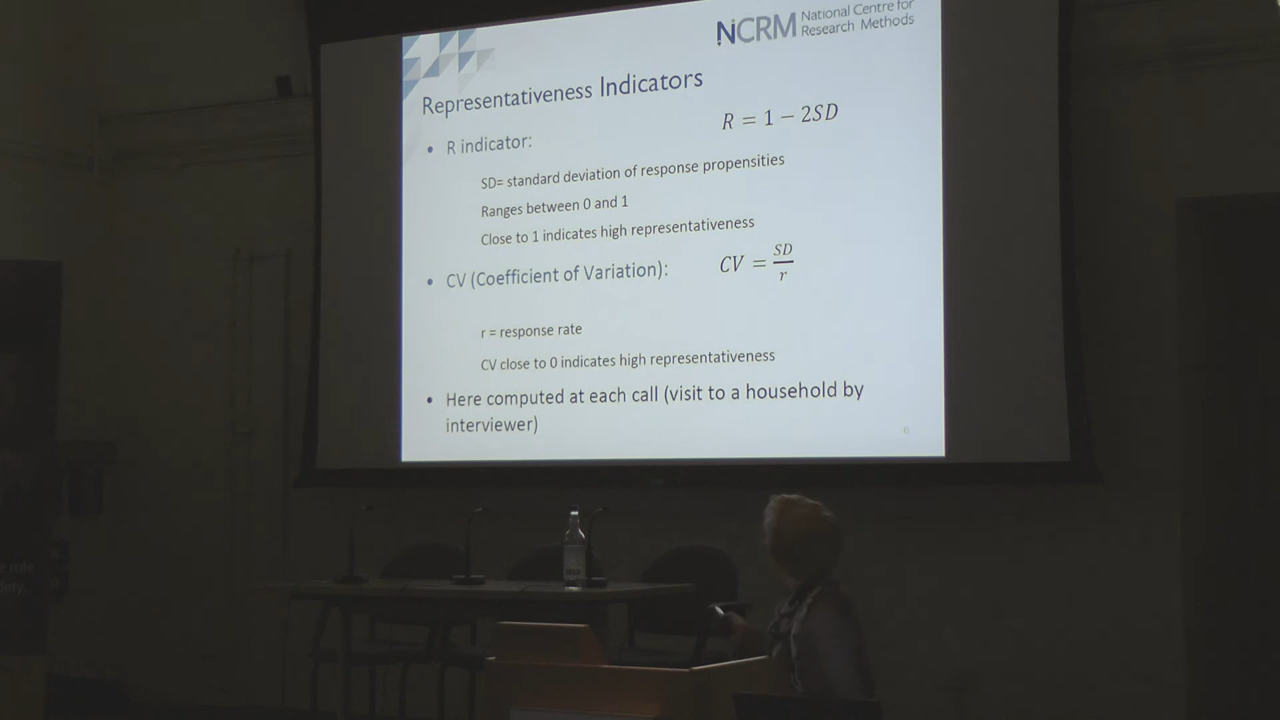 NCRM National Centre for
Research Methods
Representativeness Indicators
• R indicator:
R = 1 − 2SD
SD= standard deviation of response propensities
Ranges between 0 and 1
Close to 1 indicates high representativeness
• CV (Coefficient of Variation):
CV = SD/r
r = response rate
CV close to 0 indicates high representativeness
• Here computed at each call (visit to a household by
interviewer)
6